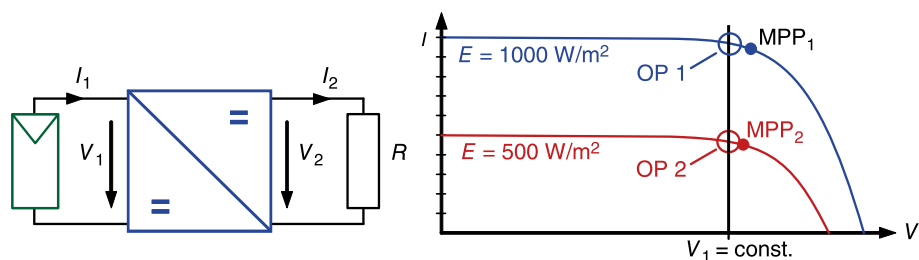 I₁
I₂
V₁
V₂
R
=
=
I
E = 1000 W/m²
MPP₁
OP 1
MPP₂
E = 500 W/m²
OP 2
V
V₁ = const.